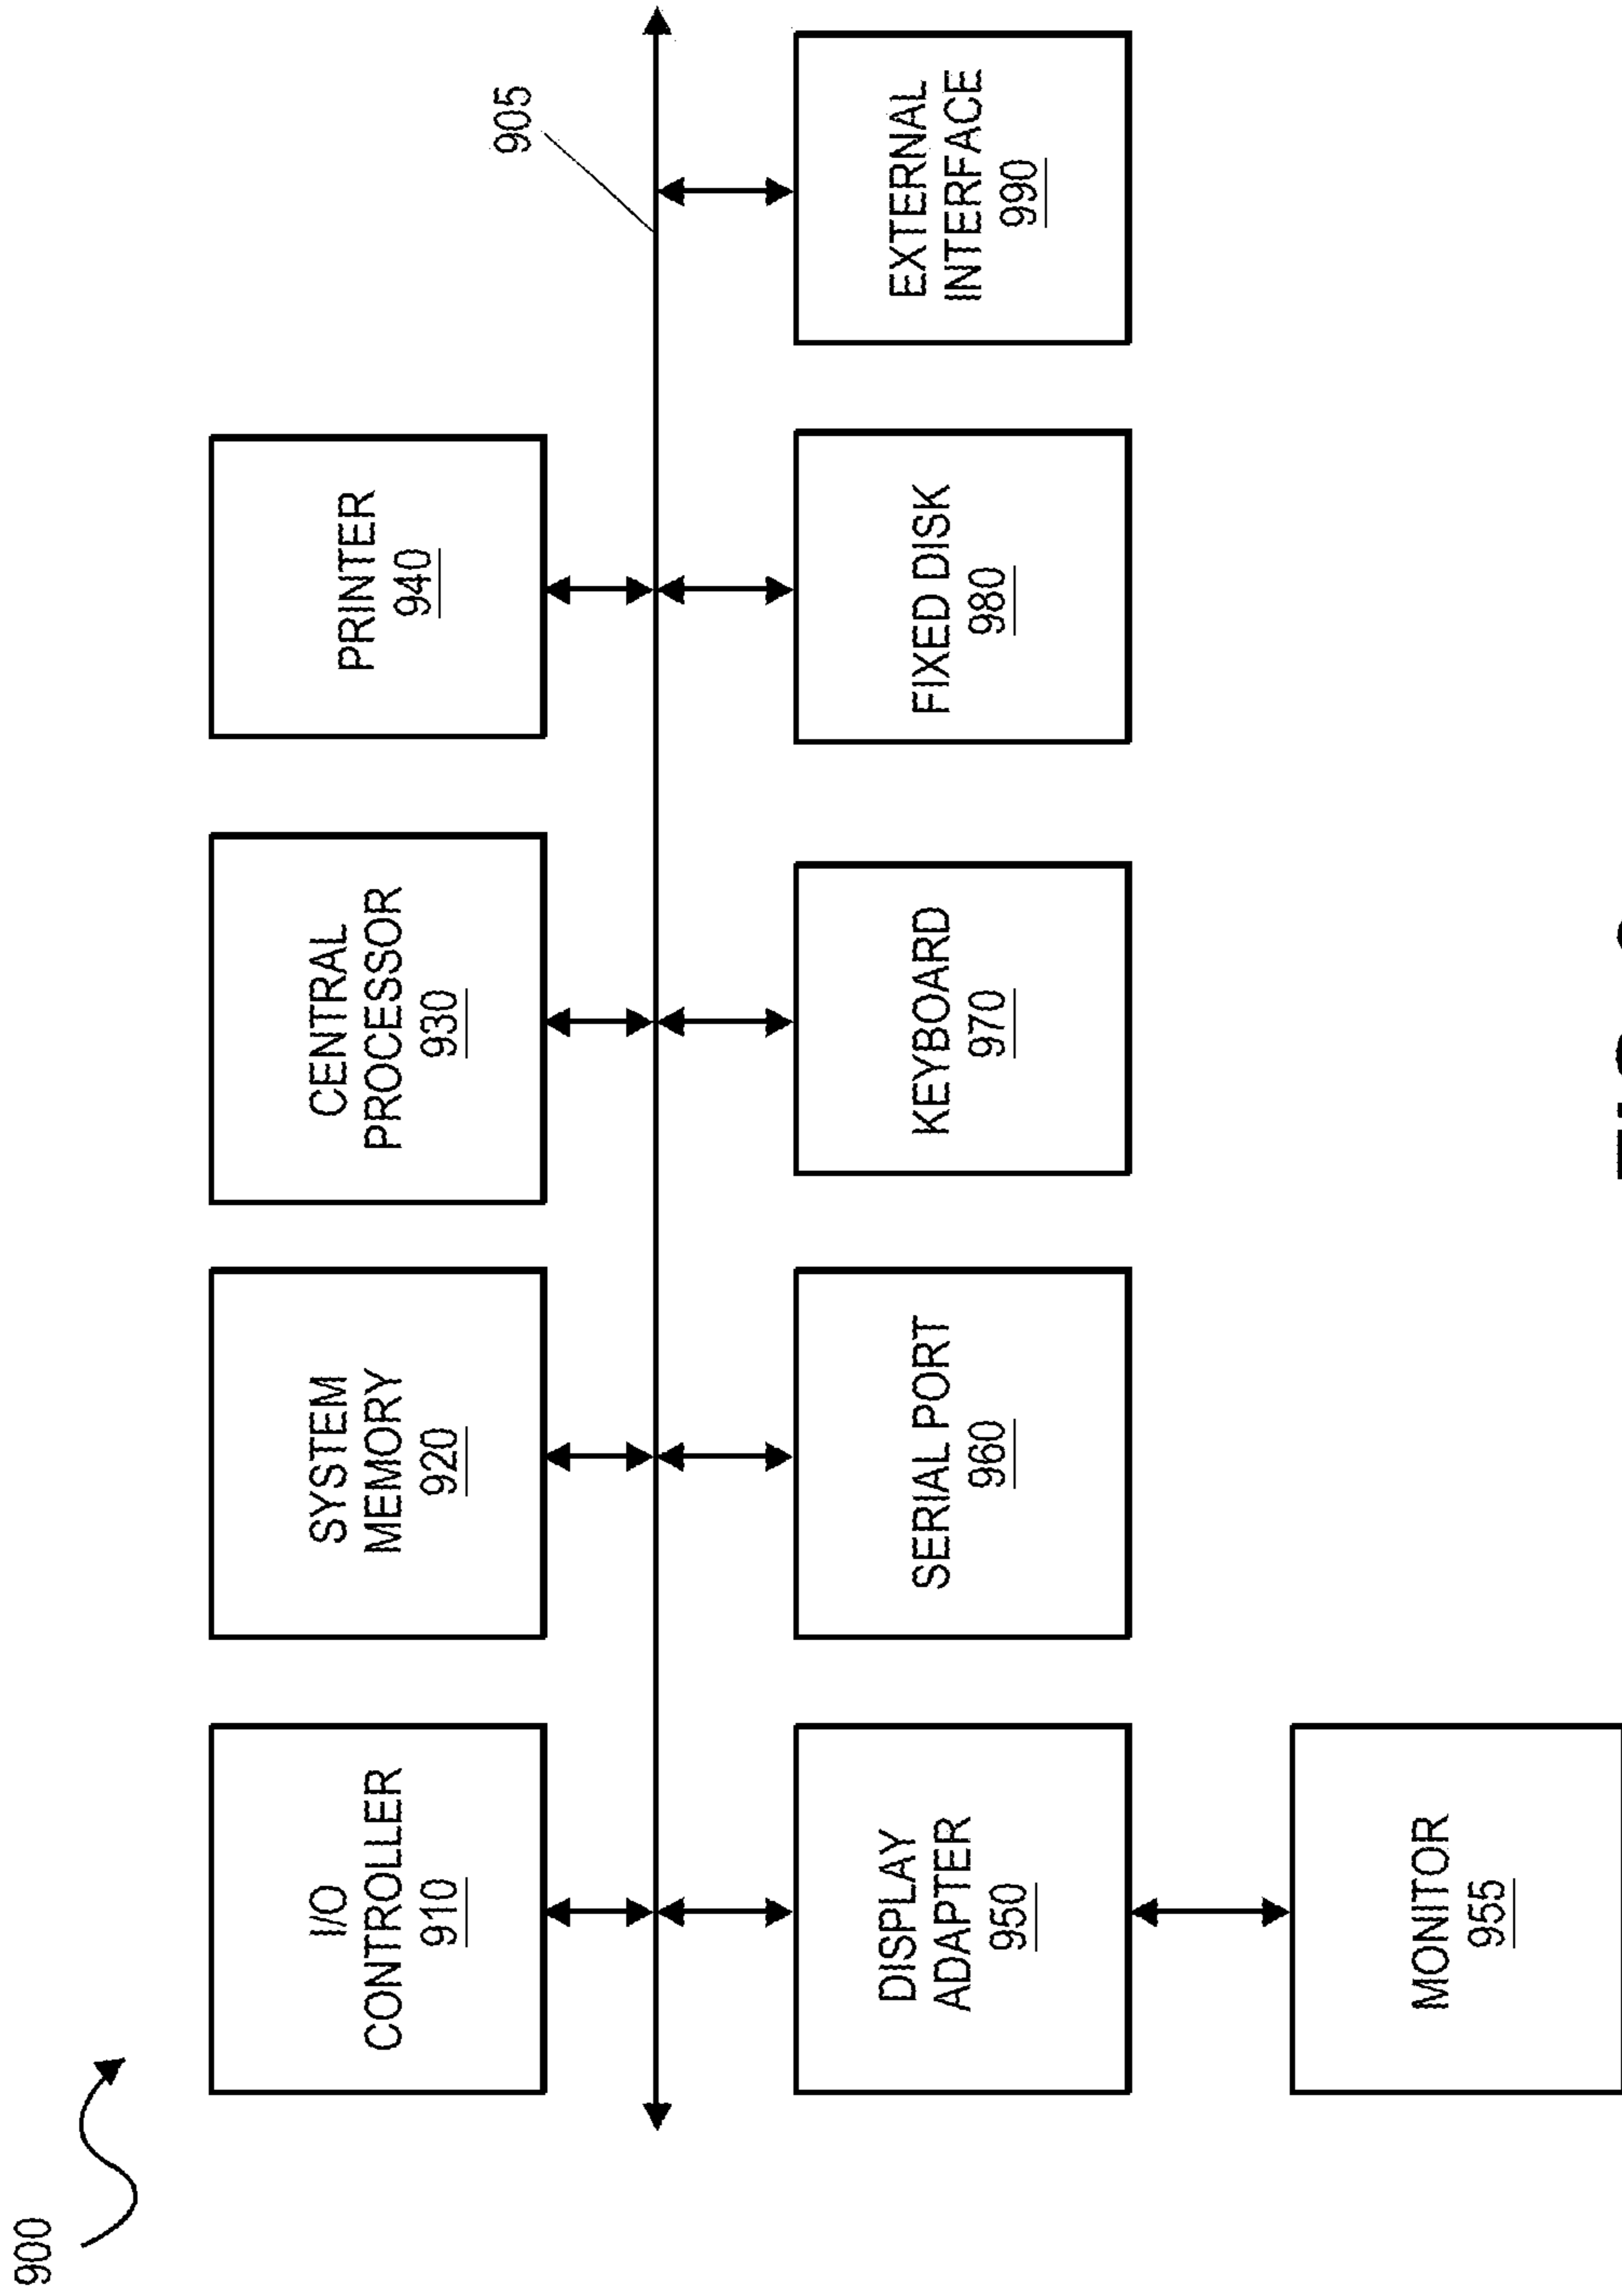 900
I/O
CONTROLLER
910
SYSTEM
MEMORY
920
CENTRAL
PROCESSOR
930
PRINTER
940
905
DISPLAY
ADAPTER
950
SERIAL PORT
960
KEYBOARD
970
FIXED DISK
980
EXTERNAL
INTERFACE
990
MONITOR
955